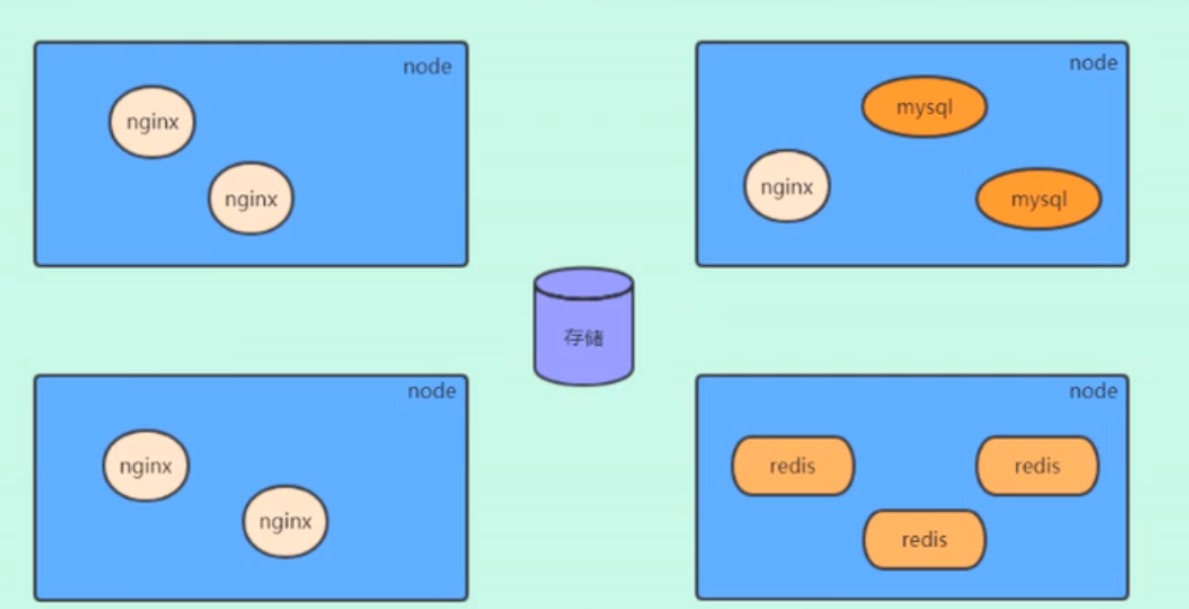 node
nginx
nginx
node
mysql
nginx
mysql
存储
node
nginx
nginx
node
redis
redis
redis